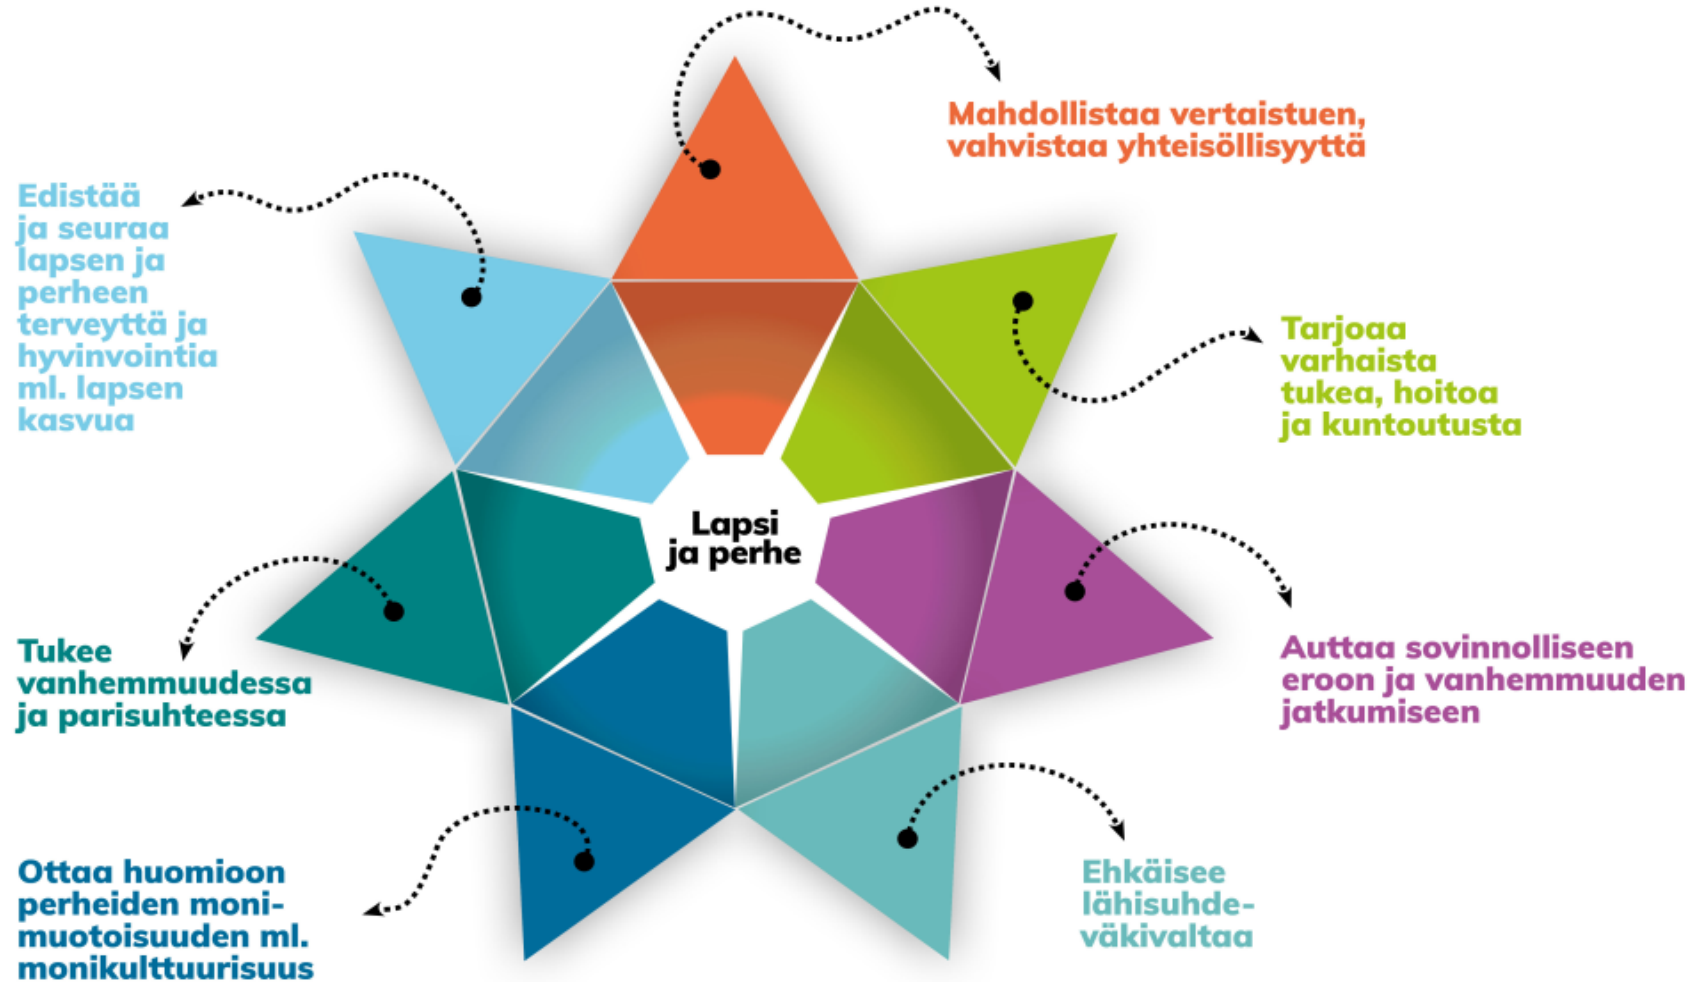 Mahdollistaa vertaistuen,
vahvistaa yhteisöllisyyttä
Edistää
ja seuraa
lapsen ja
perheen
terveyttä ja
hyvinvointia
ml. lapsen
kasvua
Tarjoaa
varhaista
tukea, hoitoa
ja kuntoutusta
Lapsi
ja perhe
Tukee
vanhemmuudessa
ja parisuhteessa
Auttaa sovinnolliseen
eroon ja vanhemmuuden
jatkumiseen
Ottaa huomioon
perheiden moni-
muotoisuuden ml.
monikulttuurisuus
Ehkäisee
lähisuhde-
väkivaltaa